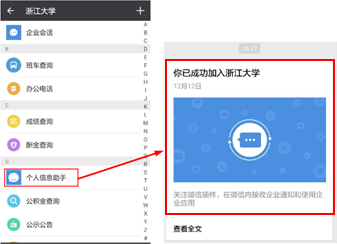 浙江大学
企业会话
B
班车查询
办公电话
C
成绩查询
酬金查询
G
个人信息助手
公积金查询
公示公告
A
B
C
D
E
F
G
H
I
J
K
L
M
N
O
P
Q
R
S
T
U
V
W
X
Y
Z
#
16:27
你已成功加入浙江大学
12月12日
关注微信插件，在微信内接收企业通知和使用企
业应用
查看全文